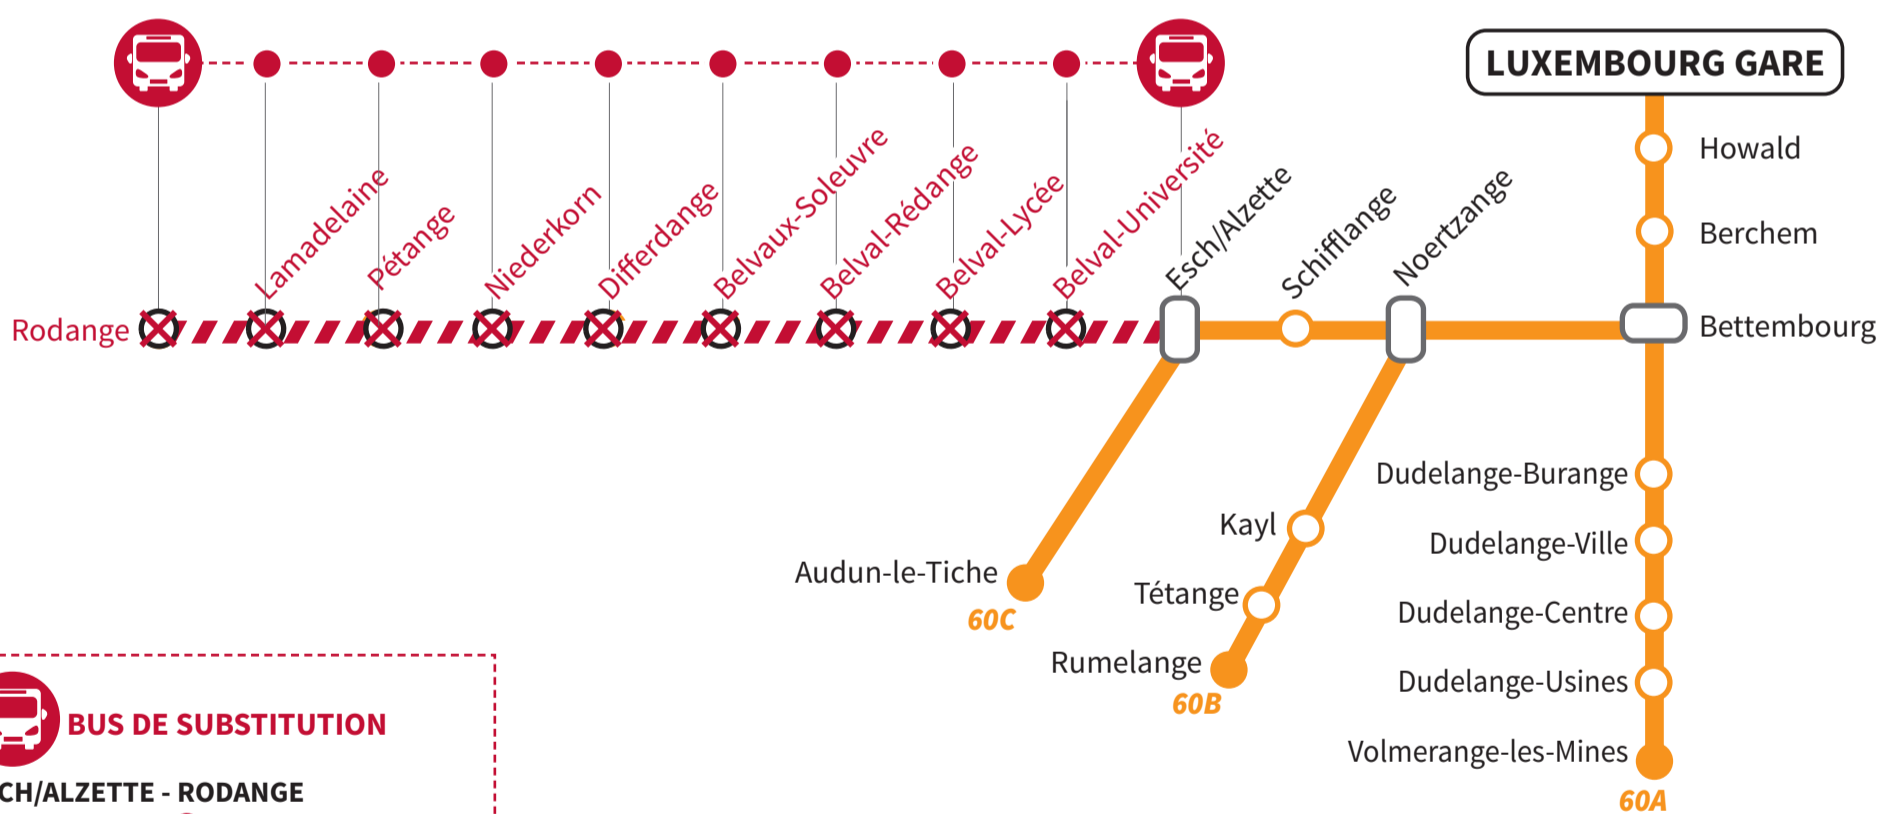 LUXEMBOURG GARE
Howald
Berchem
Bettembourg
Rodange
Lamadelaine
Pétange
Niederkorn
Differdange
Belvaux-Soleuvre
Belval-Rédange
Belval-Lycée
Belval-Université
Esch/Alzette
Schifflange
Noertzange
Dudelange-Burange
Kayl
Dudelange-Ville
Audun-le-Tiche
Tétange
Dudelange-Centre
60C
Rumelange
Dudelange-Usines
60B
Volmerange-les-Mines
60A
BUS DE SUBSTITUTION
CH/ALZETTE - RODANGE